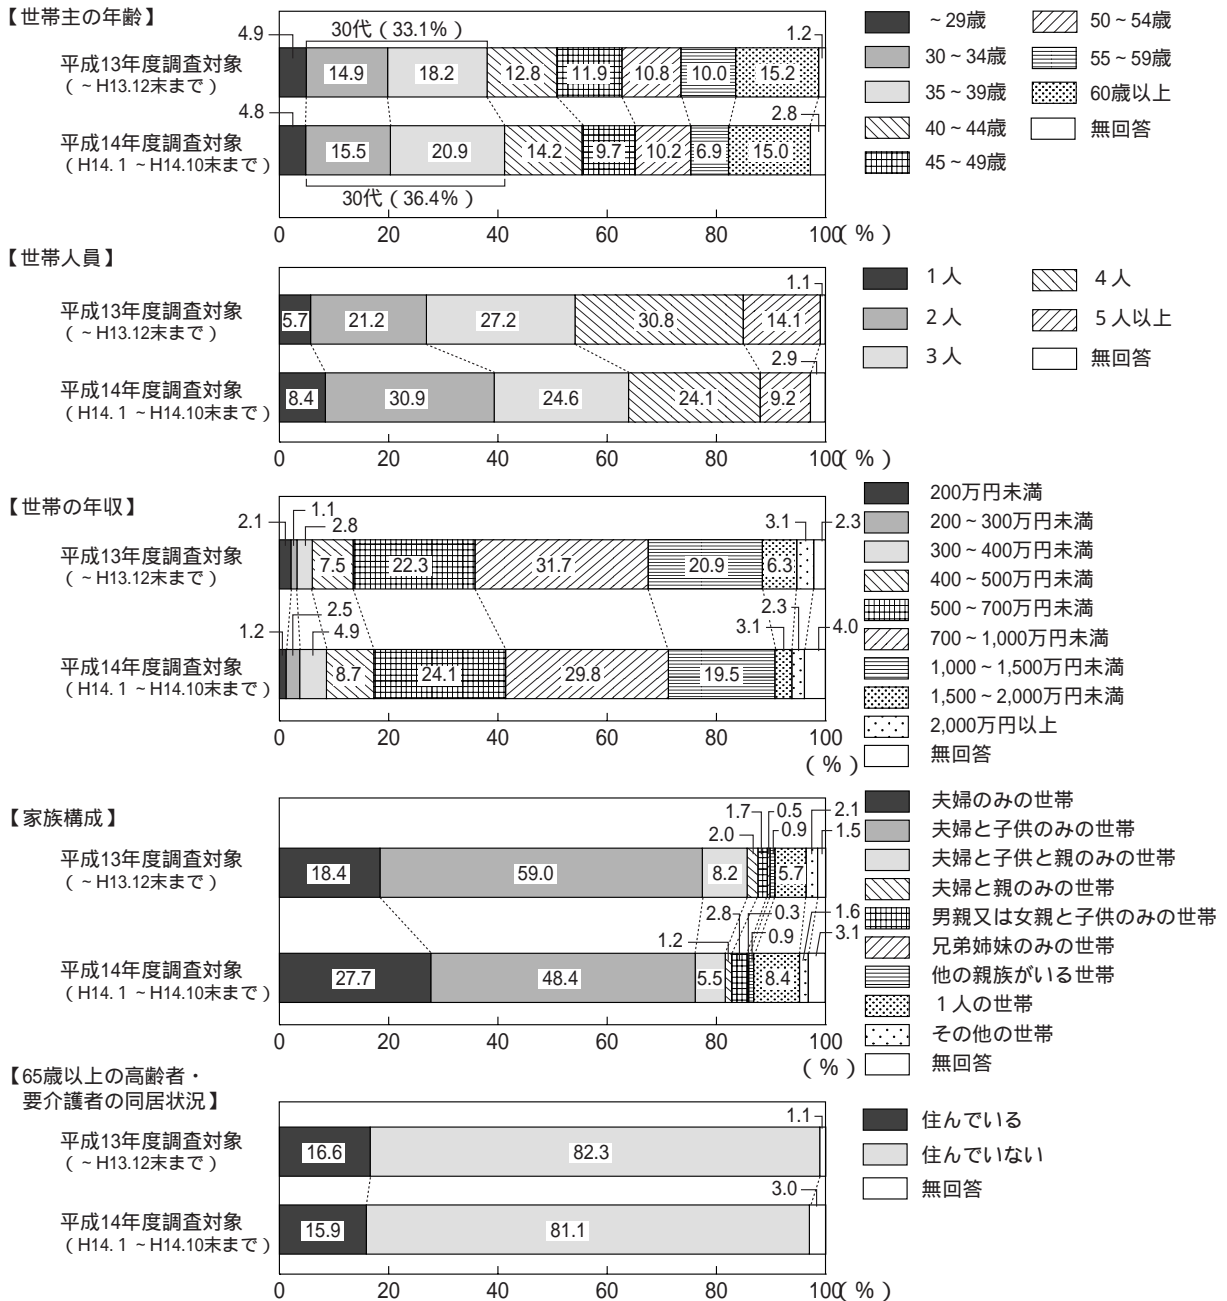 【世帯主の年齢】
4.9
30代（33.1%）
1.2
平成13年度調査対象
（~H13.12末まで）
14.9 18.2 12.8 11.9 10.8 10.0 15.2
4.8
2.8
平成14年度調査対象
（H14.1~H14.10末まで）
15.5 20.9 14.2 9.7 10.2 6.9 15.0
30代（36.4%）
0 20 40 60 80 100（%）
~29歳
30~34歳
35~39歳
40~44歳
45~49歳
50~54歳
55~59歳
60歳以上
無回答
【世帯人員】
1.1
平成13年度調査対象
（~H13.12末まで）
5.7 21.2 27.2 30.8 14.1
2.9
平成14年度調査対象
（H14.1~H14.10末まで）
8.4 30.9 24.6 24.1 9.2
0 20 40 60 80 100（%）
1人
2人
3人
4人
5人以上
無回答
【世帯の年収】
2.1 1.1 2.8 3.1 2.3
平成13年度調査対象
（~H13.12末まで）
7.5 22.3 31.7 20.9 6.3
1.2 2.5 4.9 3.1 2.3 4.0
平成14年度調査対象
（H14.1~H14.10末まで）
8.7 24.1 29.8 19.5
0 20 40 60 80 100
（%）
200万円未満
200~300万円未満
300~400万円未満
400~500万円未満
500~700万円未満
700~1,000万円未満
1,000~1,500万円未満
1,500~2,000万円未満
2,000万円以上
無回答
【家族構成】
2.0 1.7 0.5 0.9 2.1 1.5
平成13年度調査対象
（~H13.12末まで）
18.4 59.0 8.2 5.7
1.2 2.8 0.3 0.9 1.6 3.1
平成14年度調査対象
（H14.1~H14.10末まで）
27.7 48.4 5.5 8.4
0 20 40 60 80 100
（%）
夫婦のみの世帯
夫婦と子供のみの世帯
夫婦と子供と親のみの世帯
夫婦と親のみの世帯
男親又は女親と子供のみの世帯
兄弟姉妹のみの世帯
他の親族がいる世帯
1人の世帯
その他の世帯
無回答
【65歳以上の高齢者・
要介護者の同居状況】
1.1
平成13年度調査対象
（~H13.12末まで）
16.6 82.3
3.0
平成14年度調査対象
（H14.1~H14.10末まで）
15.9 81.1
0 20 40 60 80 100（%）
住んでいる
住んでいない
無回答